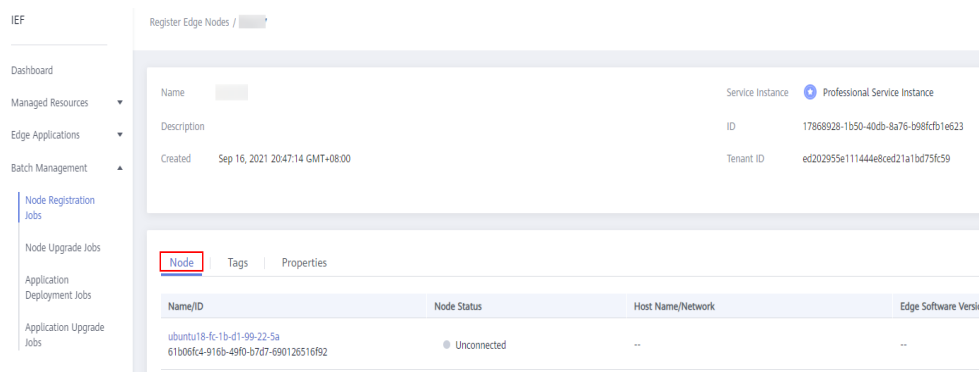 IEF
Register Edge Nodes /
Dashboard
Managed Resources
Edge Applications
Batch Management
Node Registration
Jobs
Node Upgrade Jobs
Application
Deployment Jobs
Application Upgrade
Jobs
Name
Service Instance Professional Service Instance
Description
ID 17868928-1b50-40db-8a76-b98fcfb1e623
Created Sep 16, 2021 20:47:14 GMT+08:00
Tenant ID ed202955e111444e8ced21a1bd75fc59
Node Tags Properties
Name/ID Node Status Host Name/Network Edge Software Versi
ubuntu18-fc-1b-d1-99-22-5a
61b06fc4-916b-49f0-b7d7-690126516f92
Unconnected -- --